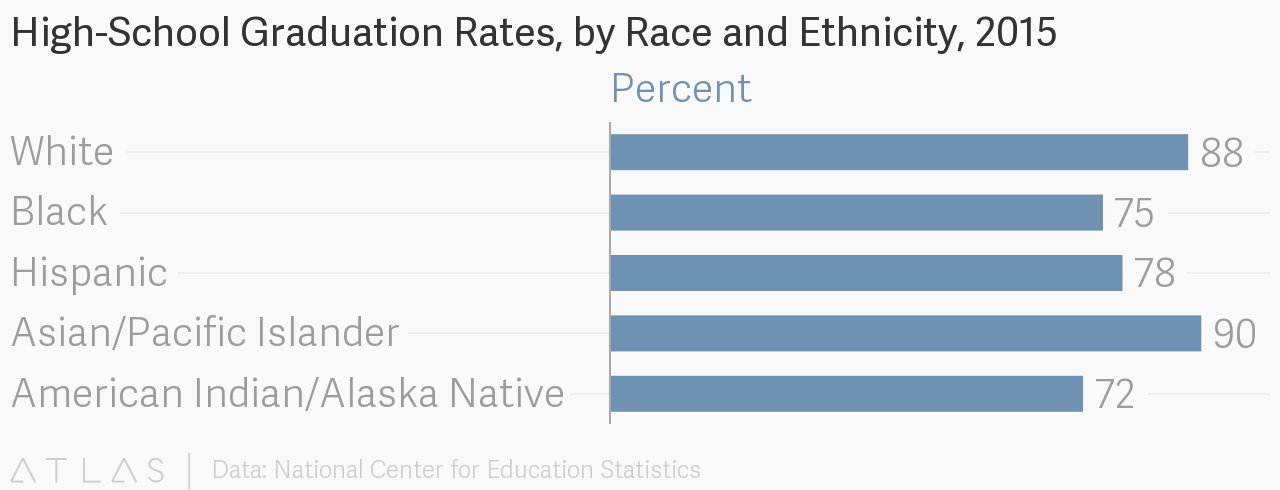 High-School Graduation Rates, by Race and Ethnicity, 2015
Percent
White 88
Black 75
Hispanic 78
Asian/Pacific Islander 90
American Indian/Alaska Native 72
ATLAS | Data: National Center for Education Statistics